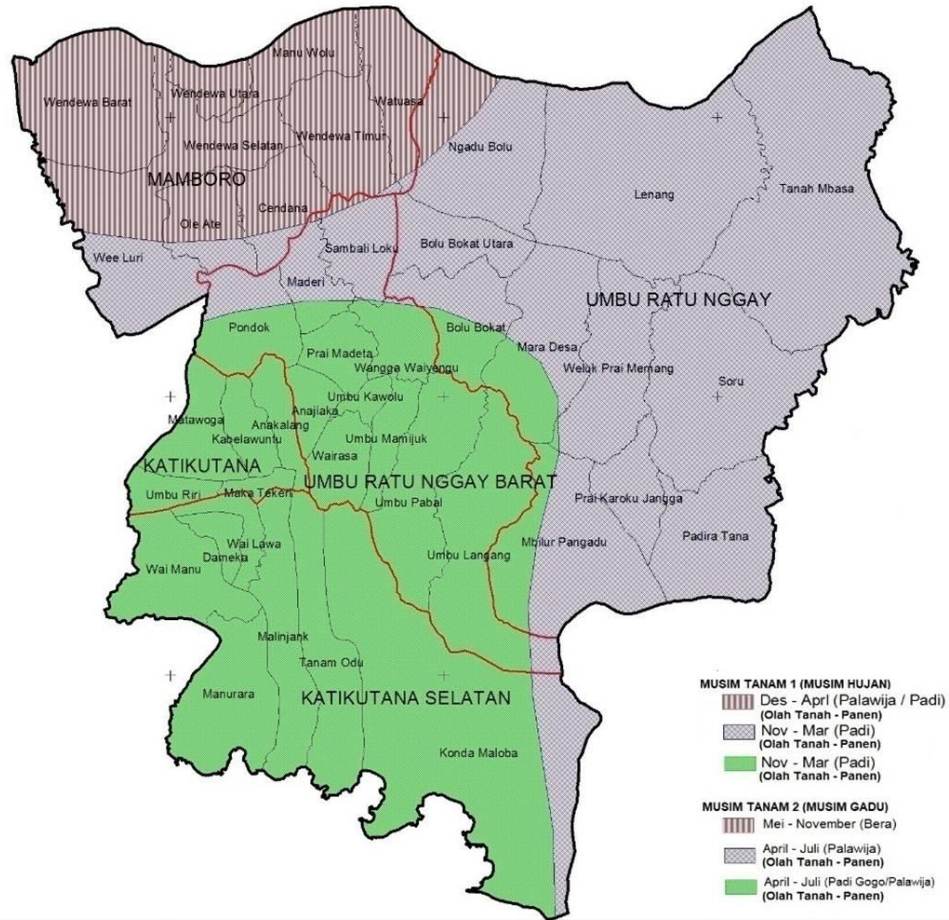 Manu Wolu
Wendewa Utara
Wendewa Barat
Watuasa
Wendewa Timur
Wendewa Selatan
Ngadu Bolu
MAMBORO
Tanah Mbasa
Lenang
Cendana
Ole Ate
Sambali Loku
Bolu Bokat Utara
Wee Luri
Maderi
UMBU RATU NGGAY
Pondok
Bolu Bokat
Mara Desa
Prai Madeta
Wangga Waiyengu
Weluk Prai Memang
Soru
Umbu Kawolu
Anajiaka
Matawoga
Anakalang
Kabelawuntu
Umbu Mamijuk
Wairasa
KATIKUTANA
UMBU RATU NGGAY BARAT
Umbu Riri
Maka Tekeri
Umbu Pabal
Prai Karoku Jangga
Padira Tana
Mbilur Pangadu
Wai Lawa
Dameka
Umbu Langang
Wai Manu
Malinjank
Tanam Odu
Manurara
KATIKUTANA SELATAN
Konda Maloba
MUSIM TANAM 1 (MUSIM HUJAN)
Des - Aprl (Palawija / Padi)
(Olah Tanah - Panen)
Nov - Mar (Padi)
(Olah Tanah - Panen)
Nov - Mar (Padi)
(Olah Tanah - Panen)
MUSIM TANAM 2 (MUSIM GADU)
Mei - November (Bera)
April - Juli (Palawija)
(Olah Tanah - Panen)
April - Juli (Padi Gogo/Palawija)
(Olah Tanah - Panen)